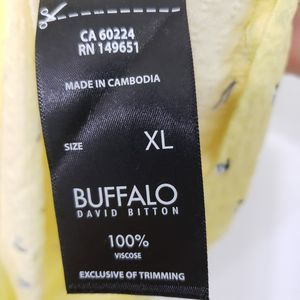 CA 60224
RN 149651
MADE IN CAMBODIA
SIZE XL
BUFFALO
DAVID BITTON
100%
VISCOSE
EXCLUSIVE OF TRIMMING